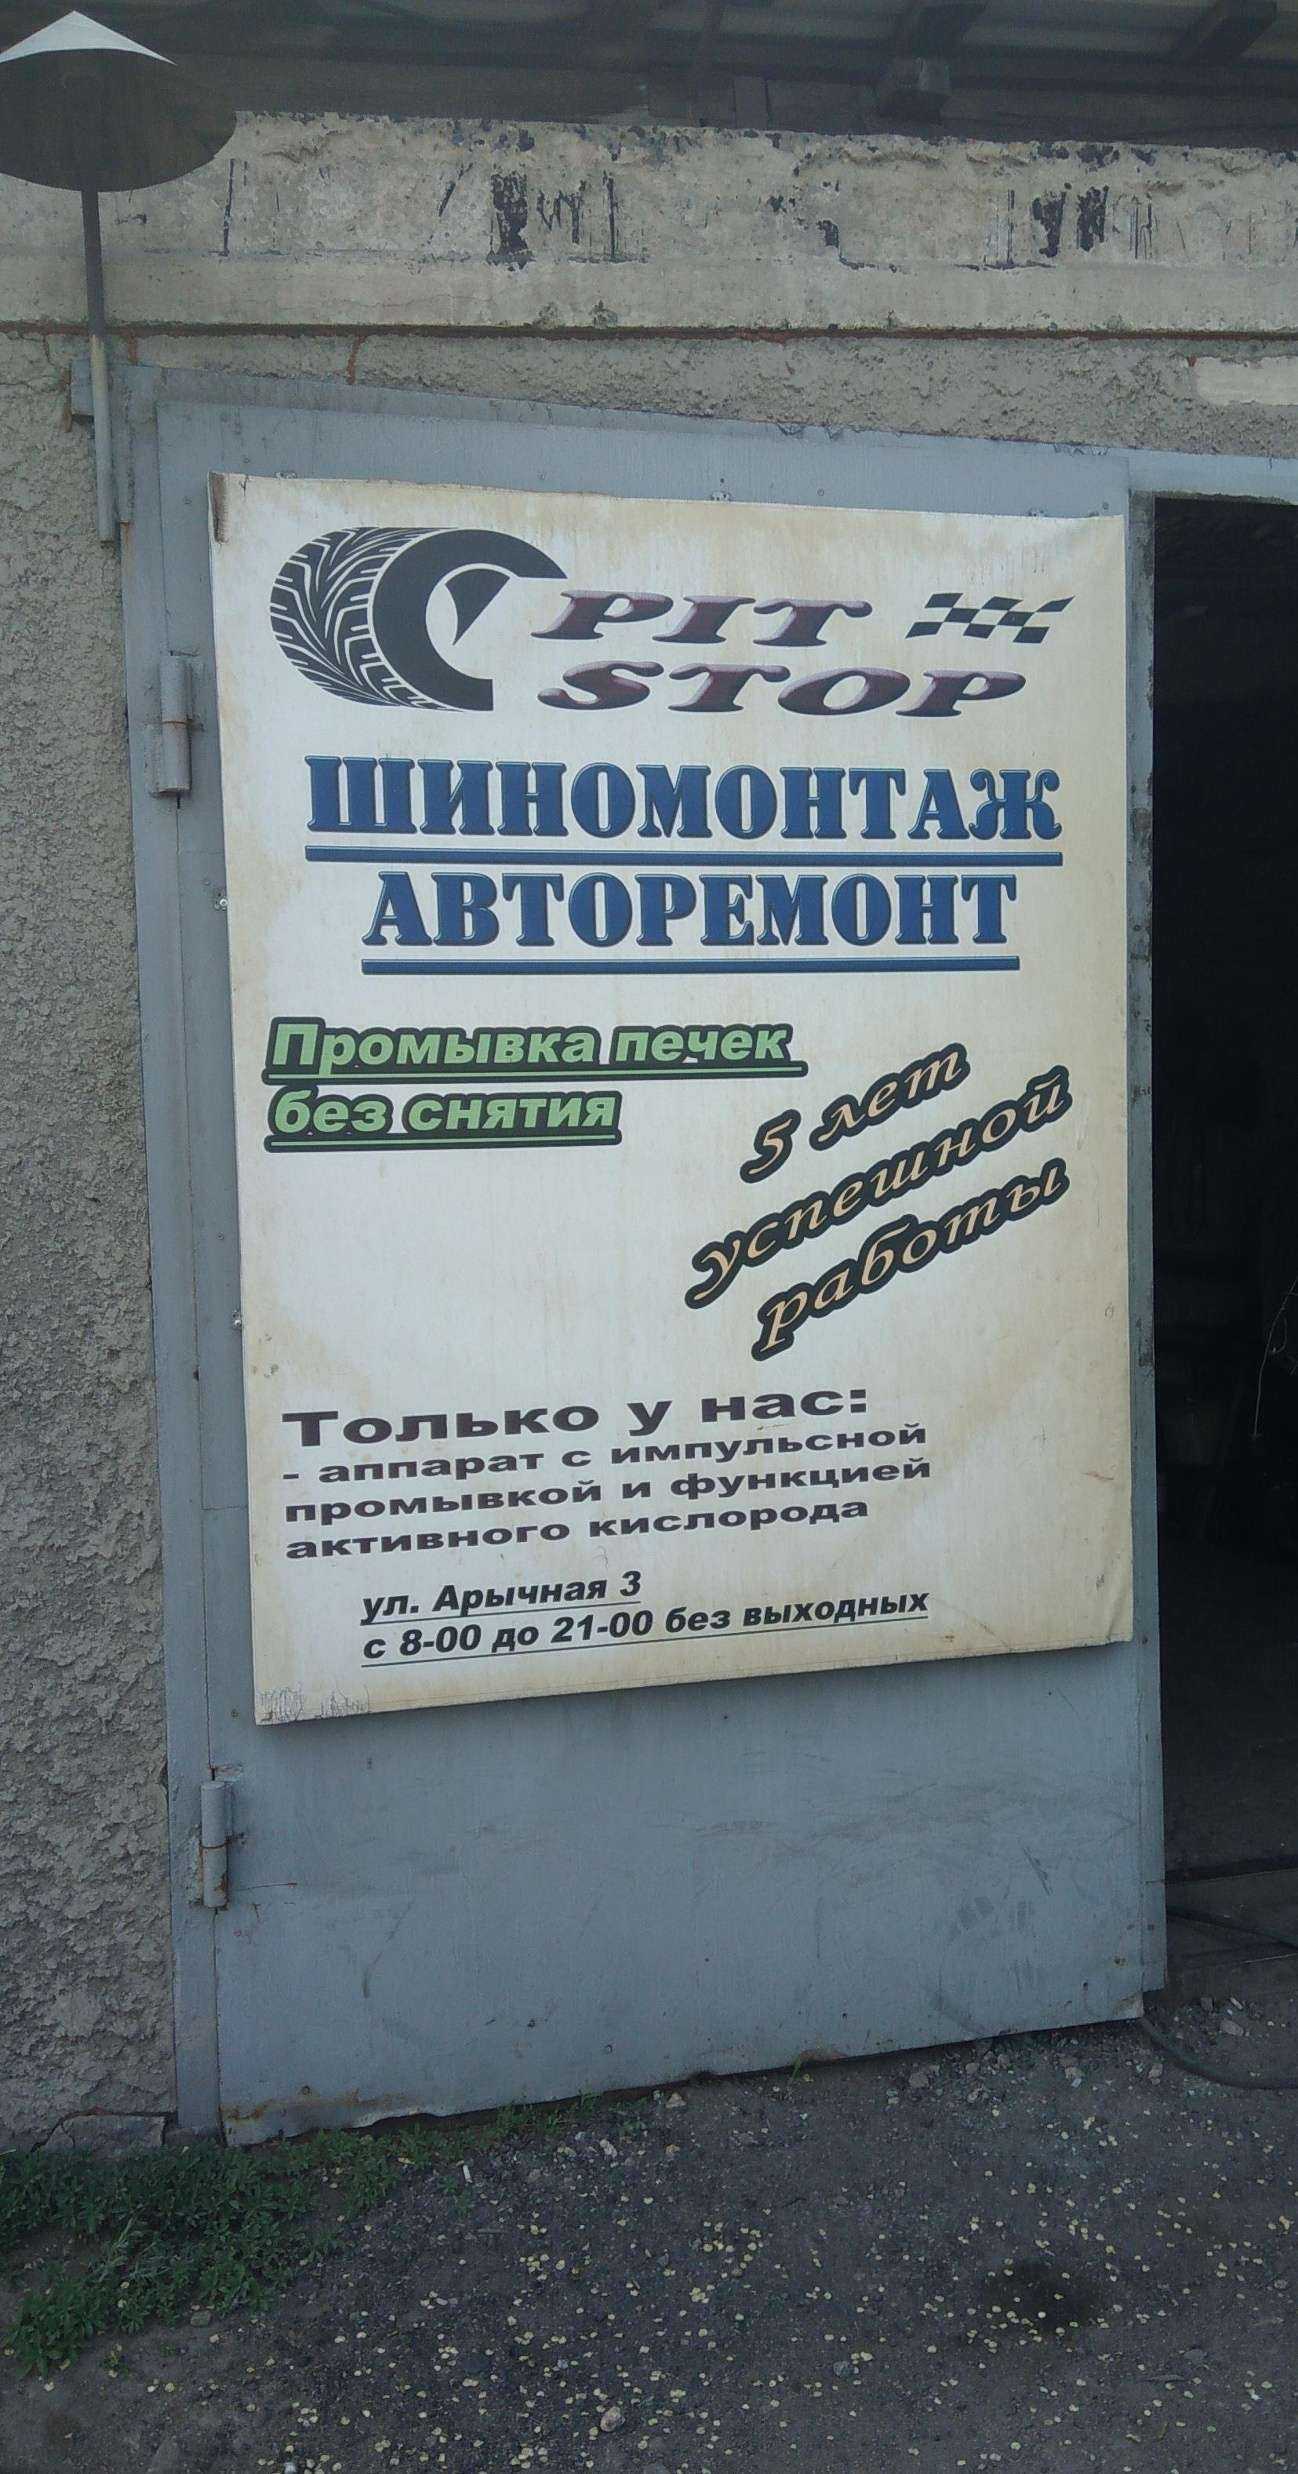 PIT
STOP
ШИНОМОНТАЖ
АВТОРЕМОНТ
Промывка печек
без снятия
5 лет
успешной
работы
Только у нас:
- аппарат с импульсной
промывкой и функцией
активного кислорода
ул. Арычная 3
с 8-00 до 21-00 без выходных